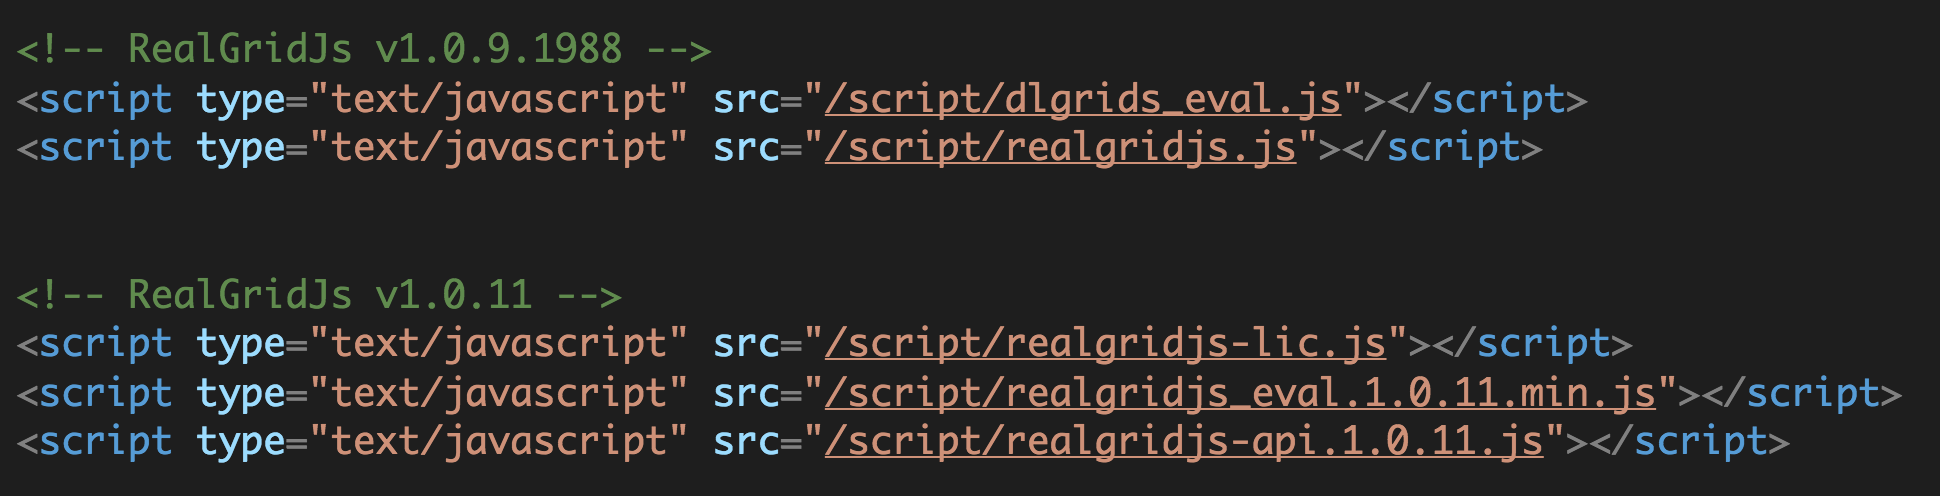 <!-- RealGridJs v1.0.9.1988 -->
<script type="text/javascript" src="/script/dlgrids_eval.js"></script>
<script type="text/javascript" src="/script/realgridjs.js"></script>
<!-- RealGridJs v1.0.11 -->
<script type="text/javascript" src="/script/realgridjs-lic.js"></script>
<script type="text/javascript" src="/script/realgridjs_eval.1.0.11.min.js"></script>
<script type="text/javascript" src="/script/realgridjs-api.1.0.11.js"></script>